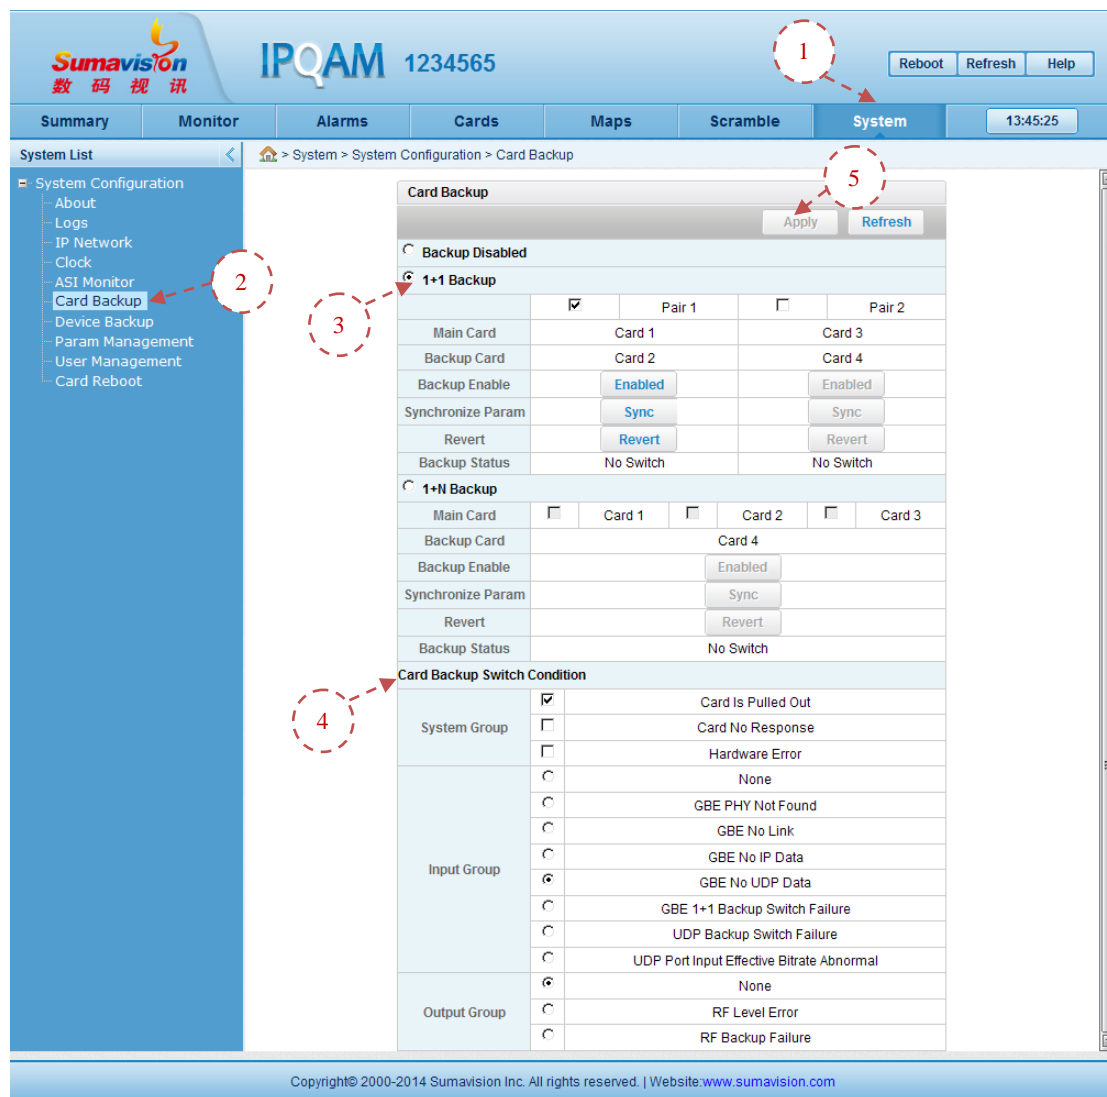 Sumavision
数 码 视 讯
IPQAM 1234565
1
Reboot Refresh Help
Summary Monitor Alarms Cards Maps Scramble System 13:45:25
System List
> System > System Configuration > Card Backup
System Configuration
About
Logs
IP Network
Clock
ASI Monitor
Card Backup
Device Backup
Param Management
User Management
Card Reboot
2
Card Backup
5
Apply Refresh
Backup Disabled
1+1 Backup
3
Pair 1 Pair 2
Main Card Card 1 Card 3
Backup Card Card 2 Card 4
Backup Enable Enabled Enabled
Synchronize Param Sync Sync
Revert Revert Revert
Backup Status No Switch No Switch
1+N Backup
Main Card Card 1 Card 2 Card 3
Backup Card Card 4
Backup Enable Enabled
Synchronize Param Sync
Revert Revert
Backup Status No Switch
Card Backup Switch Condition
4
System Group
Card Is Pulled Out
Card No Response
Hardware Error
Input Group
None
GBE PHY Not Found
GBE No Link
GBE No IP Data
GBE No UDP Data
GBE 1+1 Backup Switch Failure
UDP Backup Switch Failure
UDP Port Input Effective Bitrate Abnormal
Output Group
None
RF Level Error
RF Backup Failure
Copyright© 2000-2014 Sumavision Inc. All rights reserved. | Website:www.sumavision.com